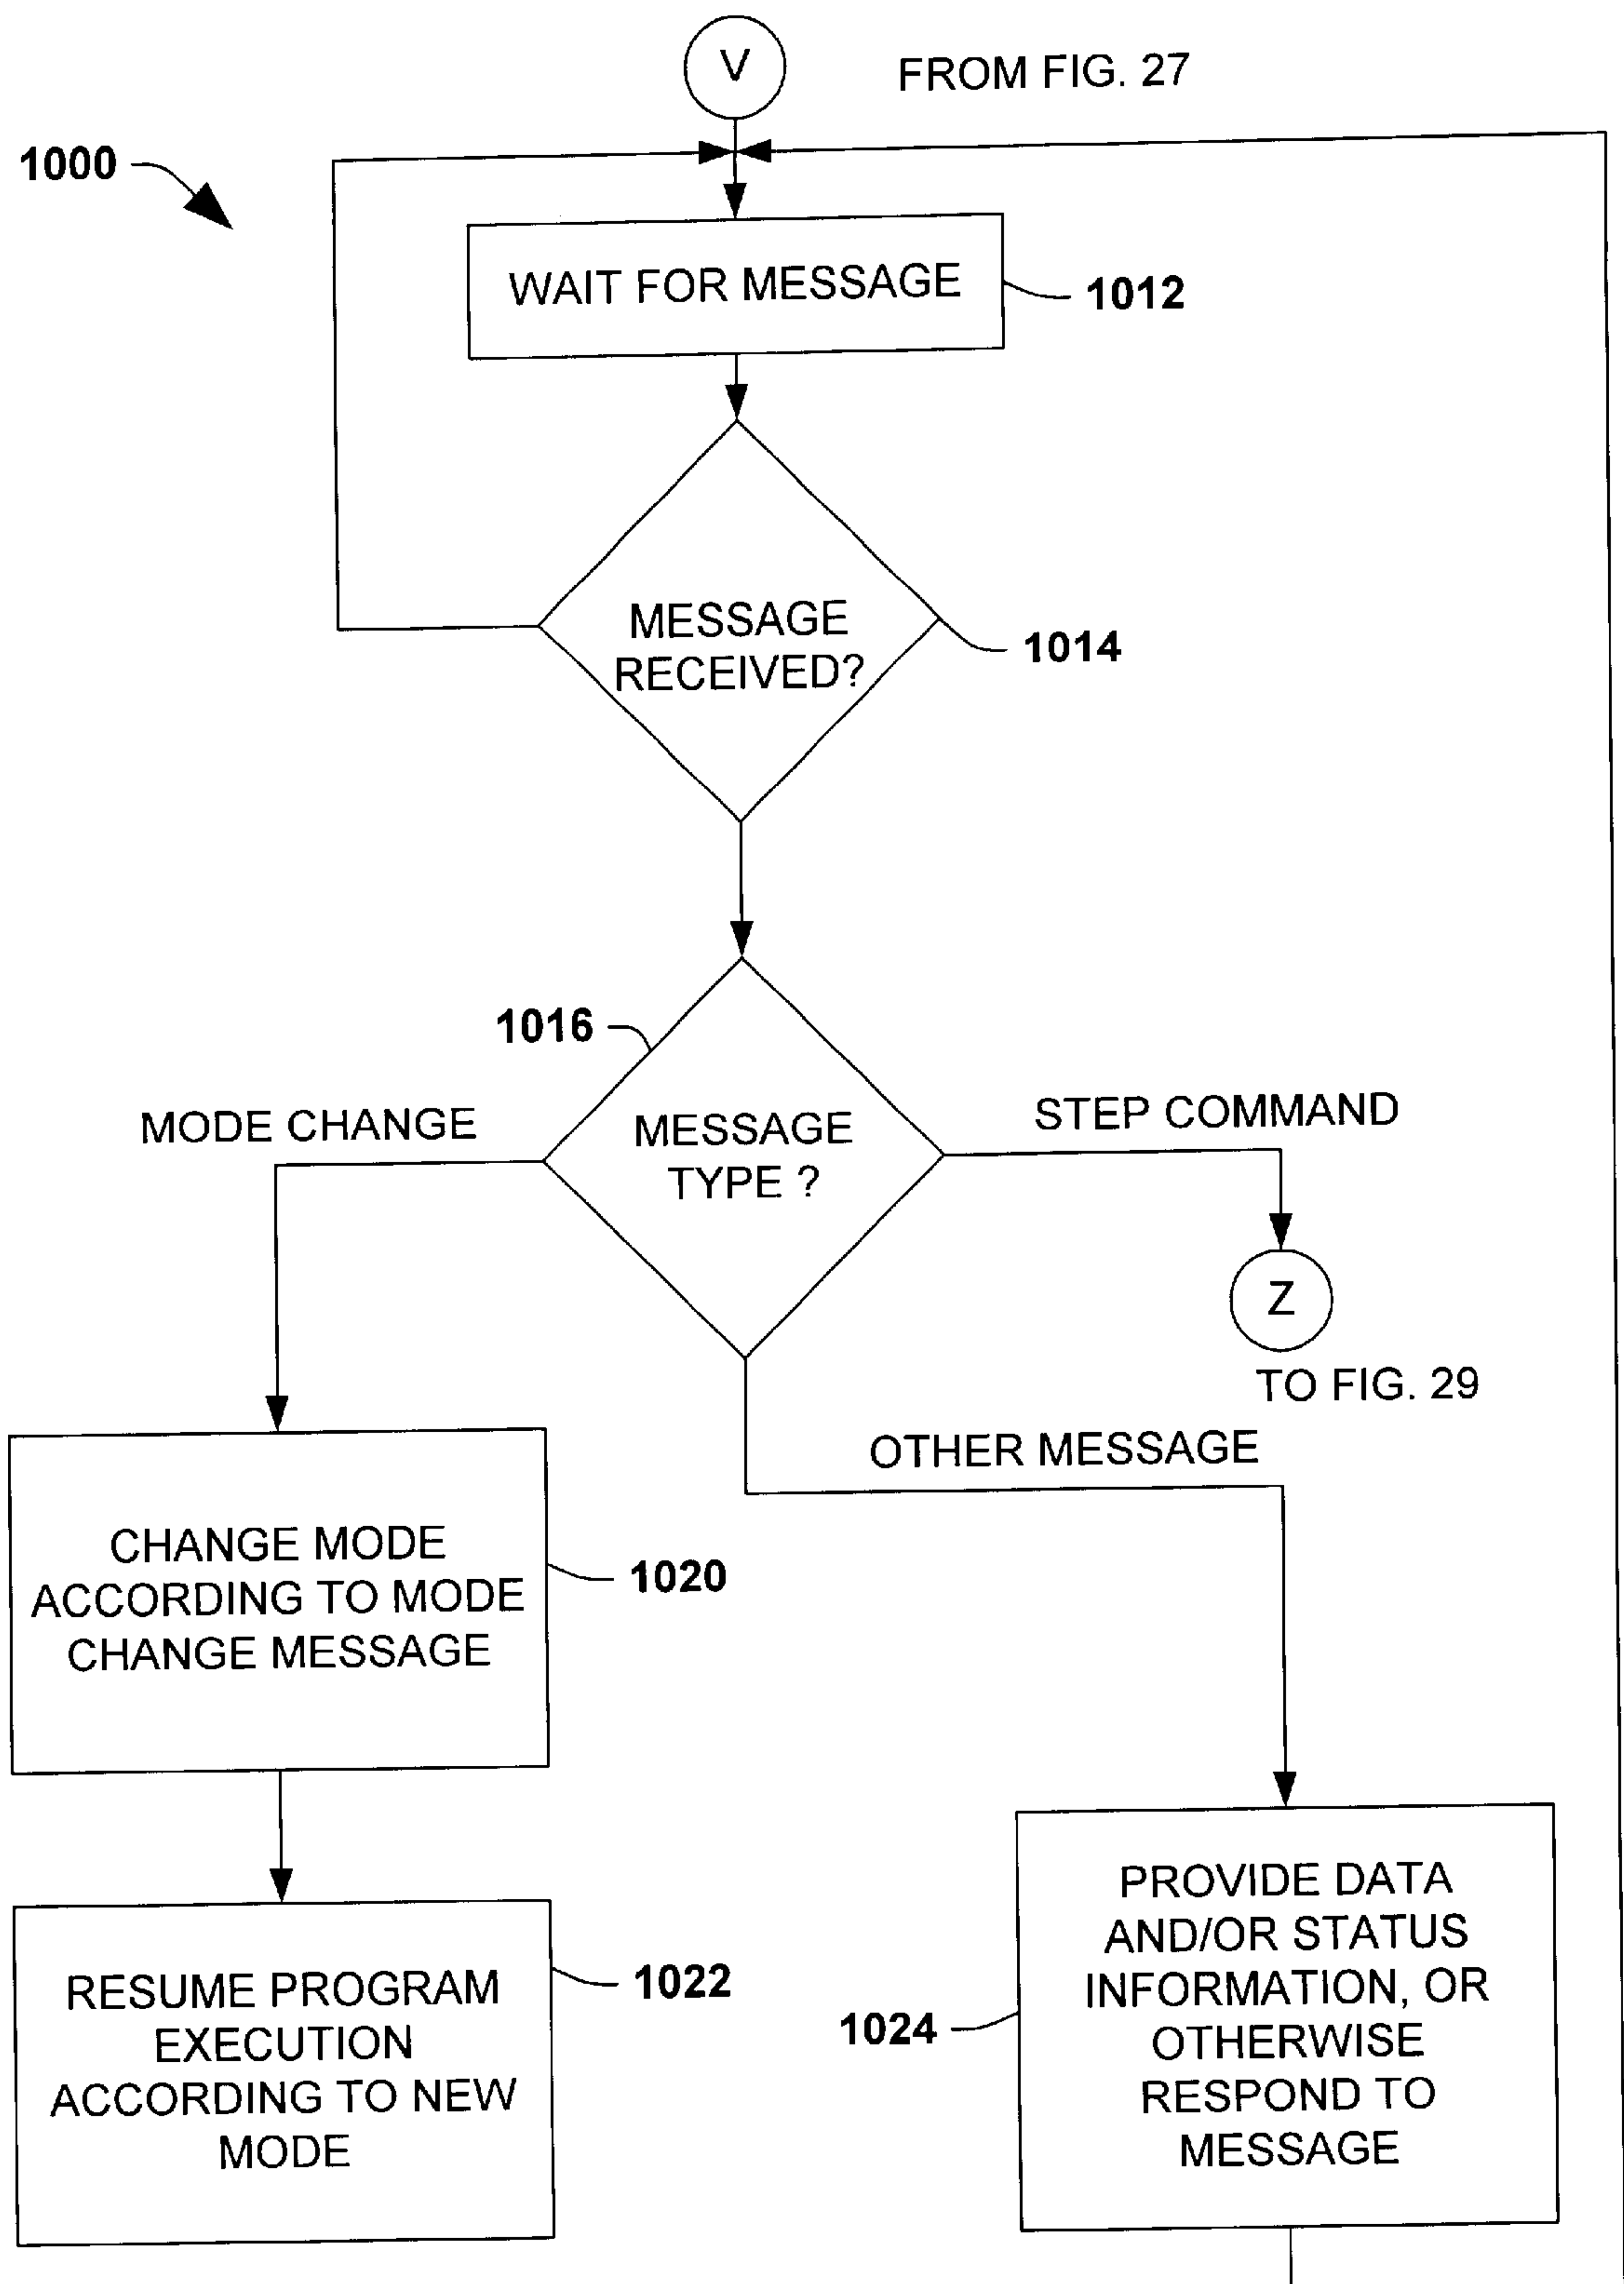 V
FROM FIG. 27
1000
WAIT FOR MESSAGE
1012
MESSAGE
RECEIVED?
1014
1016
MODE CHANGE
MESSAGE
TYPE ?
STEP COMMAND
Z
TO FIG. 29
OTHER MESSAGE
CHANGE MODE
ACCORDING TO MODE
CHANGE MESSAGE
1020
RESUME PROGRAM
EXECUTION
ACCORDING TO NEW
MODE
1022
PROVIDE DATA
AND/OR STATUS
INFORMATION, OR
OTHERWISE
RESPOND TO
MESSAGE
1024